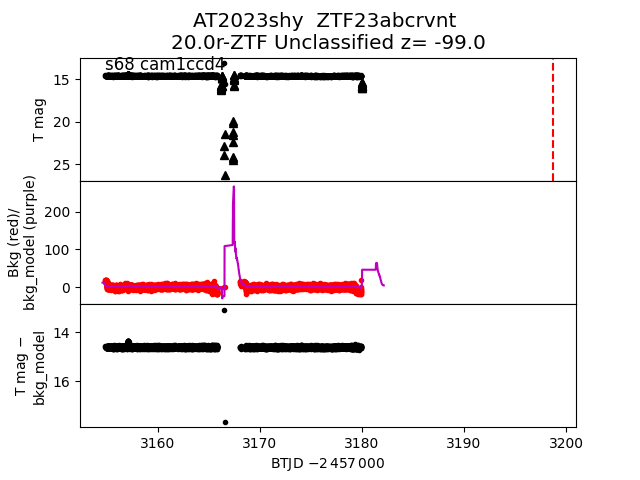 AT2023shy  ZTF23abcrvnt
20.0r-ZTF Unclassified z= -99.0
s68 cam1ccd4
15
20
25
T mag
200
100
0
Bkg (red)/
bkg_model (purple)
14
16
T mag −
bkg_model
3160
3170
3180
3190
3200
BTJD −2 457 000